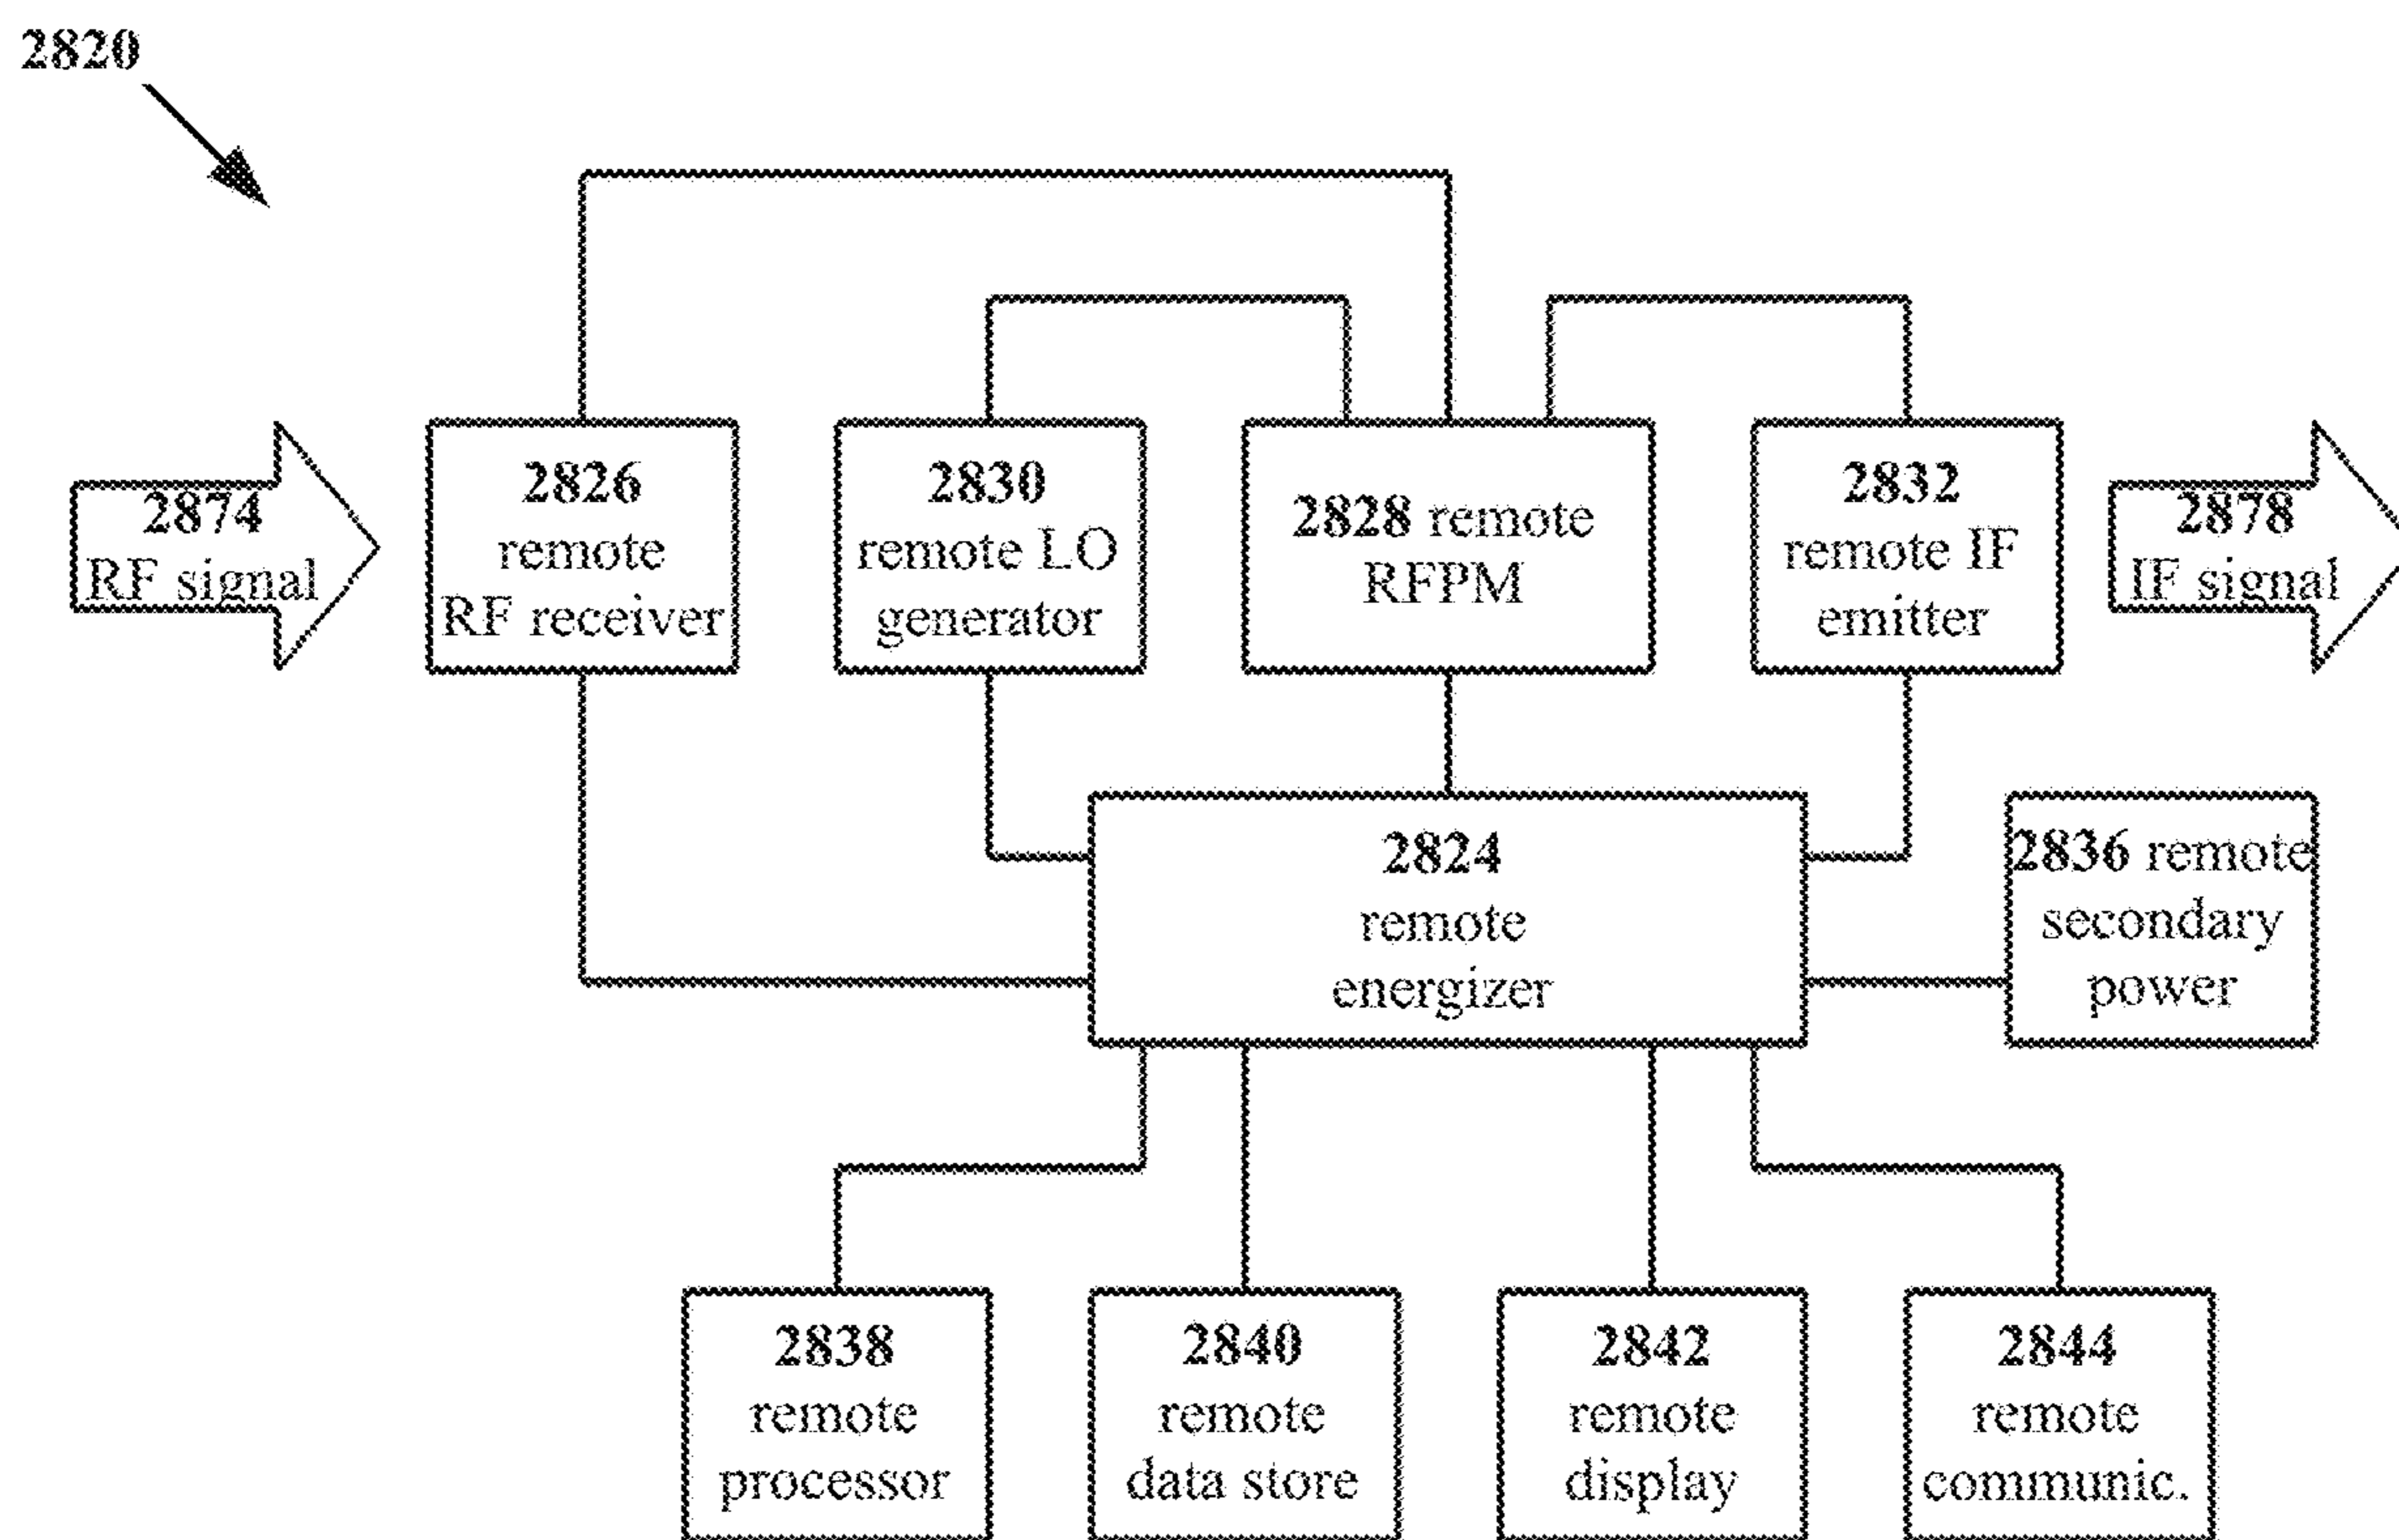 2820
2874
RF signal
2826
remote
RF receiver
2830
remote LO
generator
2828 remote
RFPM
2832
remote IF
emitter
2878
IF signal
2824
remote
energizer
2836 remote
secondary
power
2838
remote
processor
2840
remote
data store
2842
remote
display
2844
remote
communic.